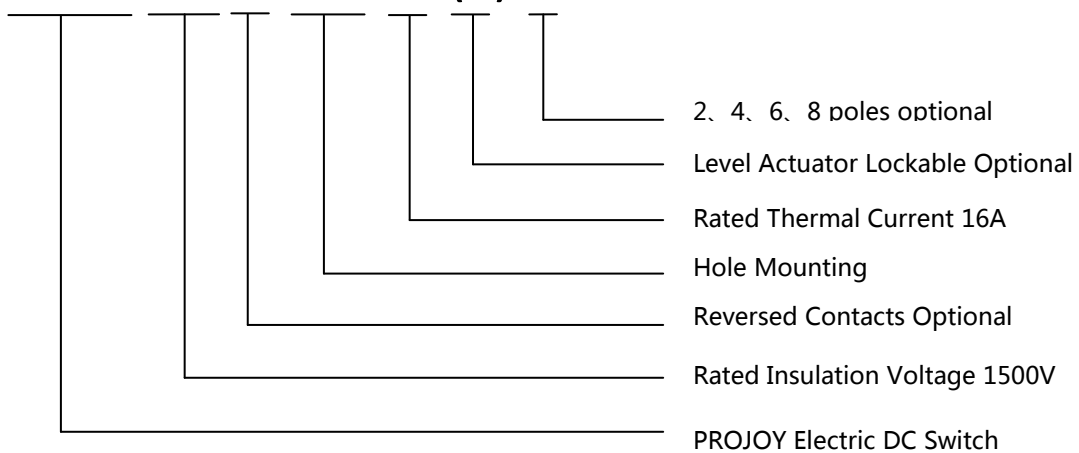 2、4、6、8 poles optional
Level Actuator Lockable Optional
Rated Thermal Current 16A
Hole Mounting
Reversed Contacts Optional
Rated Insulation Voltage 1500V
PROJOY Electric DC Switch